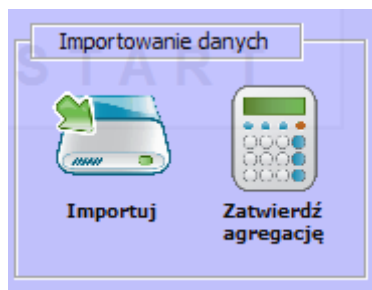 Importowanie danych
START
Importuj
Zatwierdź
agregację